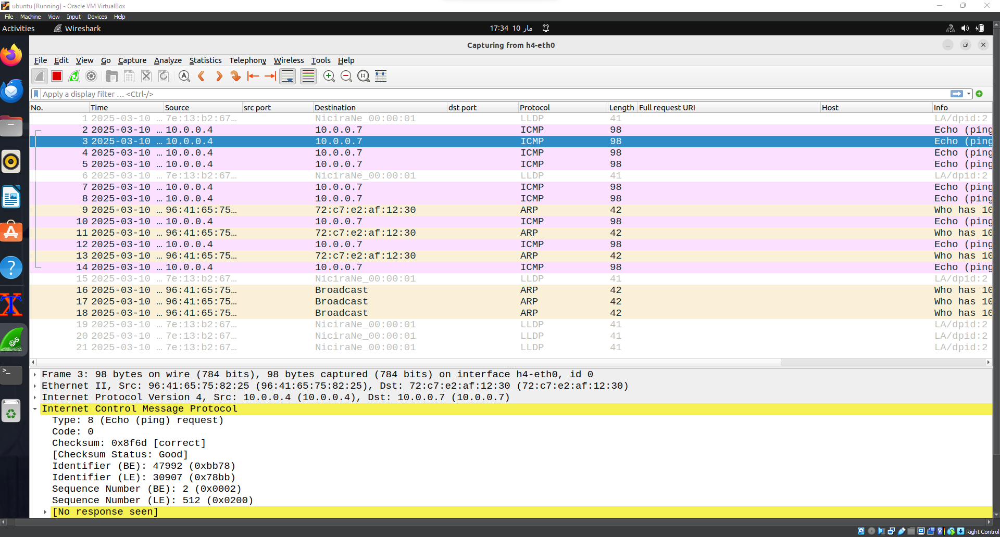 ubuntu [Running] - Oracle VM VirtualBox
File Machine View Input Devices Help
Activities Wireshark 17:34 10 مار
Capturing from h4-eth0
File Edit View Go Capture Analyze Statistics Telephony Wireless Tools Help
Apply a display filter … <Ctrl-/>
No. Time Source src port Destination dst port Protocol Length Full request URI Host Info
1 2025-03-10 … 7e:13:b2:67… NiciraNe_00:00:01 LLDP 41 LA/dpid:2
2 2025-03-10 … 10.0.0.4 10.0.0.7 ICMP 98 Echo (ping
3 2025-03-10 … 10.0.0.4 10.0.0.7 ICMP 98 Echo (ping
4 2025-03-10 … 10.0.0.4 10.0.0.7 ICMP 98 Echo (ping
5 2025-03-10 … 10.0.0.4 10.0.0.7 ICMP 98 Echo (ping
6 2025-03-10 … 7e:13:b2:67… NiciraNe_00:00:01 LLDP 41 LA/dpid:2
7 2025-03-10 … 10.0.0.4 10.0.0.7 ICMP 98 Echo (ping
8 2025-03-10 … 10.0.0.4 10.0.0.7 ICMP 98 Echo (ping
9 2025-03-10 … 96:41:65:75… 72:c7:e2:af:12:30 ARP 42 Who has 10
10 2025-03-10 … 10.0.0.4 10.0.0.7 ICMP 98 Echo (ping
11 2025-03-10 … 96:41:65:75… 72:c7:e2:af:12:30 ARP 42 Who has 10
12 2025-03-10 … 10.0.0.4 10.0.0.7 ICMP 98 Echo (ping
13 2025-03-10 … 96:41:65:75… 72:c7:e2:af:12:30 ARP 42 Who has 10
14 2025-03-10 … 10.0.0.4 10.0.0.7 ICMP 98 Echo (ping
15 2025-03-10 … 7e:13:b2:67… NiciraNe_00:00:01 LLDP 41 LA/dpid:2
16 2025-03-10 … 96:41:65:75… Broadcast ARP 42 Who has 10
17 2025-03-10 … 96:41:65:75… Broadcast ARP 42 Who has 10
18 2025-03-10 … 96:41:65:75… Broadcast ARP 42 Who has 10
19 2025-03-10 … 7e:13:b2:67… NiciraNe_00:00:01 LLDP 41 LA/dpid:2
20 2025-03-10 … 7e:13:b2:67… NiciraNe_00:00:01 LLDP 41 LA/dpid:2
21 2025-03-10 … 7e:13:b2:67… NiciraNe_00:00:01 LLDP 41 LA/dpid:2
Frame 3: 98 bytes on wire (784 bits), 98 bytes captured (784 bits) on interface h4-eth0, id 0
Ethernet II, Src: 96:41:65:75:82:25 (96:41:65:75:82:25), Dst: 72:c7:e2:af:12:30 (72:c7:e2:af:12:30)
Internet Protocol Version 4, Src: 10.0.0.4 (10.0.0.4), Dst: 10.0.0.7 (10.0.0.7)
Internet Control Message Protocol
Type: 8 (Echo (ping) request)
Code: 0
Checksum: 0x8f6d [correct]
[Checksum Status: Good]
Identifier (BE): 47992 (0xbb78)
Identifier (LE): 30907 (0x78bb)
Sequence Number (BE): 2 (0x0002)
Sequence Number (LE): 512 (0x0200)
[No response seen]
Right Control